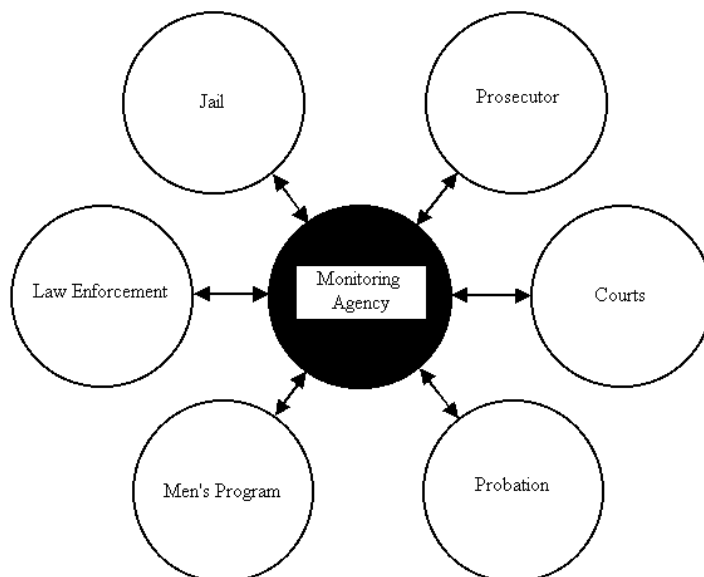 Jail
Prosecutor
Law Enforcement
Monitoring
Agency
Courts
Men's Program
Probation